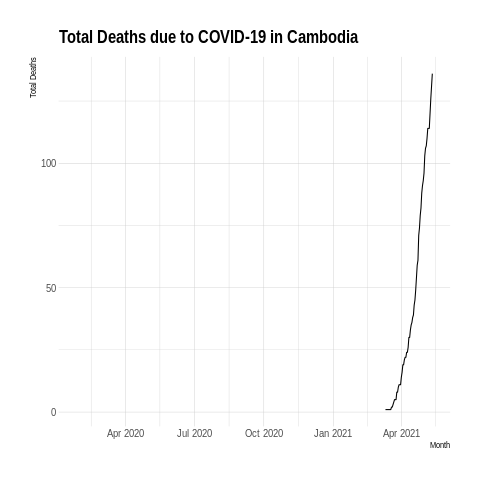 Total Deaths due to COVID-19 in Cambodia
Total Deaths
100
50
0
Apr 2020 Jul 2020 Oct 2020 Jan 2021 Apr 2021
Month